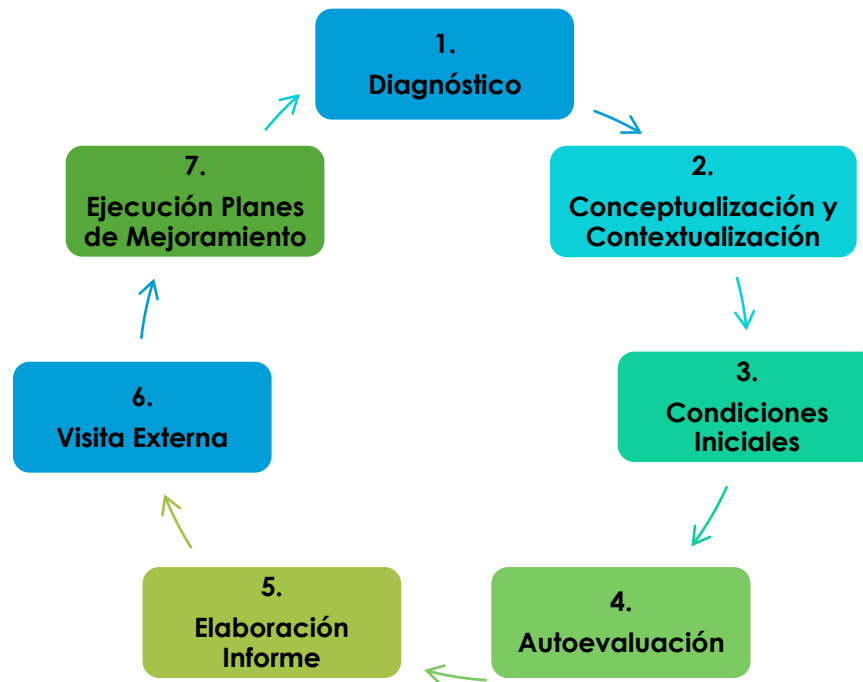 1.
Diagnóstico
2.
Conceptualización y
Contextualización
3.
Condiciones
Iniciales
4.
Autoevaluación
5.
Elaboración
Informe
6.
Visita Externa
7.
Ejecución Planes
de Mejoramiento